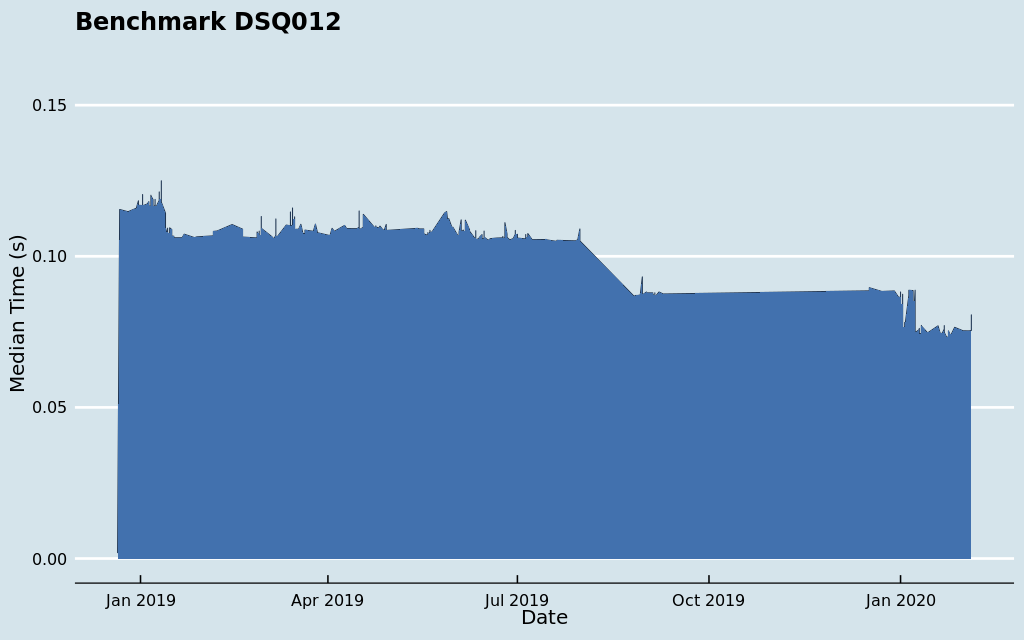 Benchmark DSQ012
Median Time (s)
0.15
0.10
0.05
0.00
Jan 2019
Apr 2019
Jul 2019
Oct 2019
Jan 2020
Date